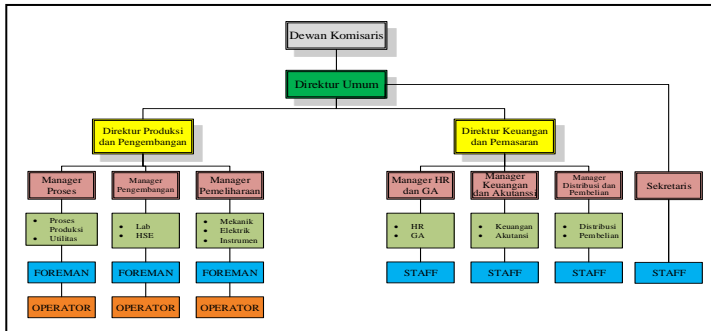 Dewan Komisaris
Direktur Umum
Direktur Produksi
dan Pengembangan
Direktur Keuangan
dan Pemasaran
Manager
Proses
Manager
Pengembangan
Manager
Pemeliharaan
Manager HR
dan GA
Manager
Keuangan
dan Akutanssi
Manager
Distribusi dan
Pembelian
Sekretaris
• Proses
Produksi
• Utilitas
• Lab
• HSE
• Mekanik
• Elektrik
• Instrumen
• HR
• GA
• Keuangan
• Akutansi
• Distribusi
• Pembelian
FOREMAN
FOREMAN
FOREMAN
STAFF
STAFF
STAFF
STAFF
OPERATOR
OPERATOR
OPERATOR